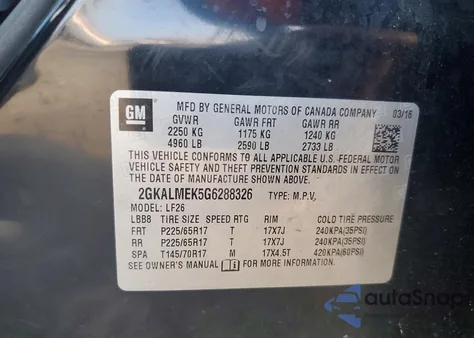 GM
MFD BY GENERAL MOTORS OF CANADA COMPANY 03/16
GVWR GAWR FRT GAWR RR
2250 KG 1175 KG 1240 KG
4960 LB 2590 LB 2733 LB
THIS VEHICLE CONFORMS TO ALL APPLICABLE U.S. FEDERAL MOTOR
VEHICLE SAFETY AND THEFT PREVENTION STANDARDS IN EFFECT
ON THE DATE OF MANUFACTURE SHOWN ABOVE.
2GKALMEK5G6288326 TYPE: M.P.V.
MODEL: LF26
LBB8 TIRE SIZE SPEED RTG RIM COLD TIRE PRESSURE
FRT P225/65R17 T 17X7J 240KPA(35PSI)
RR P225/65R17 T 17X7J 240KPA(35PSI)
SPA T145/70R17 M 17X4.5T 420KPA(60PSI)
SEE OWNER'S MANUAL FOR MORE INFORMATION.
autoSnap